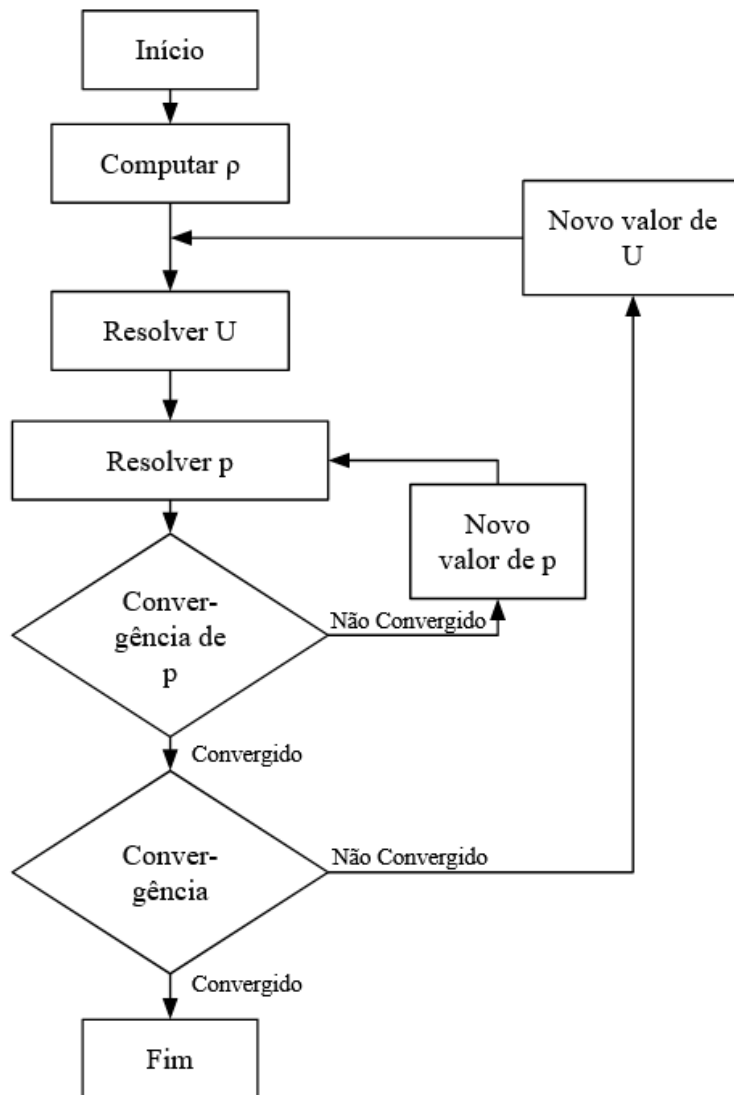 Início
Computar ρ
Novo valor de
U
Resolver U
Resolver p
Novo
valor de p
Conver-
gência de
p
Não Convergido
Convergido
Conver-
gência
Não Convergido
Convergido
Fim